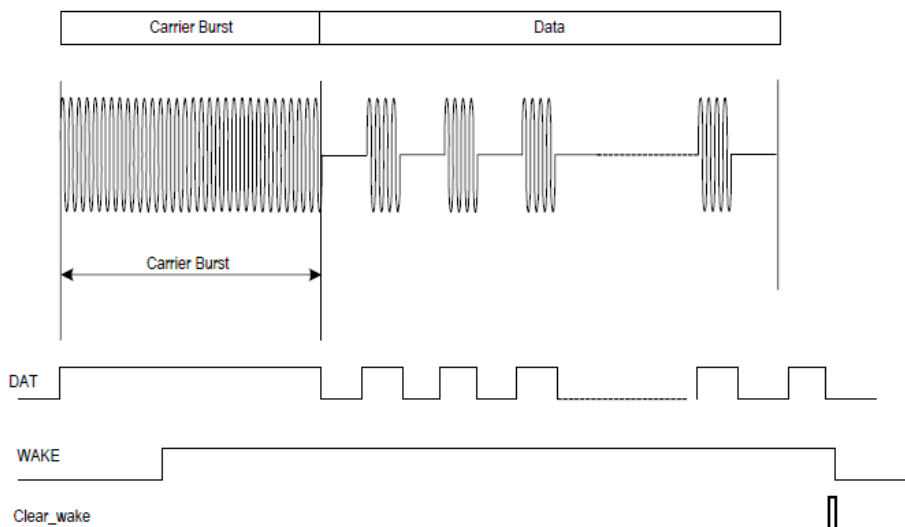 Carrier Burst Data
Carrier Burst
DAT
WAKE
Clear_wake